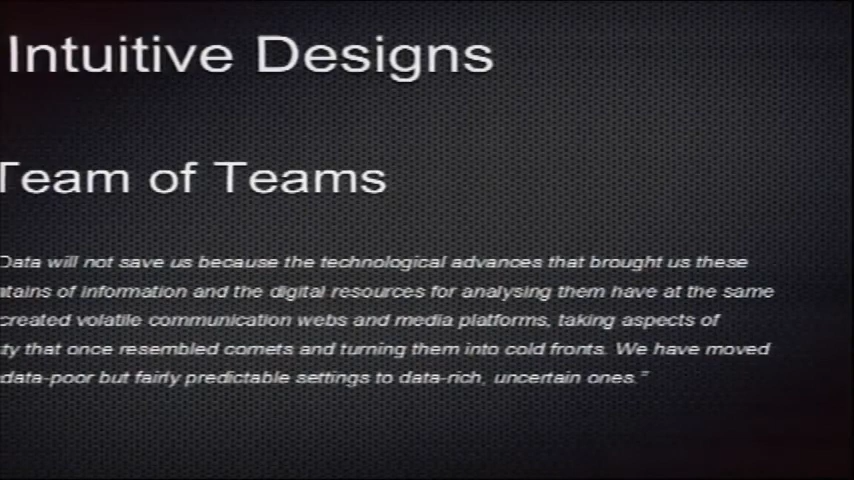 Intuitive Designs
Team of Teams
Data will not save us because the technological advances that brought us these
of information and the digital resources for analysing them have at the same
created volatile communication webs and media platforms, taking aspects of
that once resembled comets and turning them into cold fronts. We have moved
data-poor but fairly predictable settings to data-rich, uncertain ones."